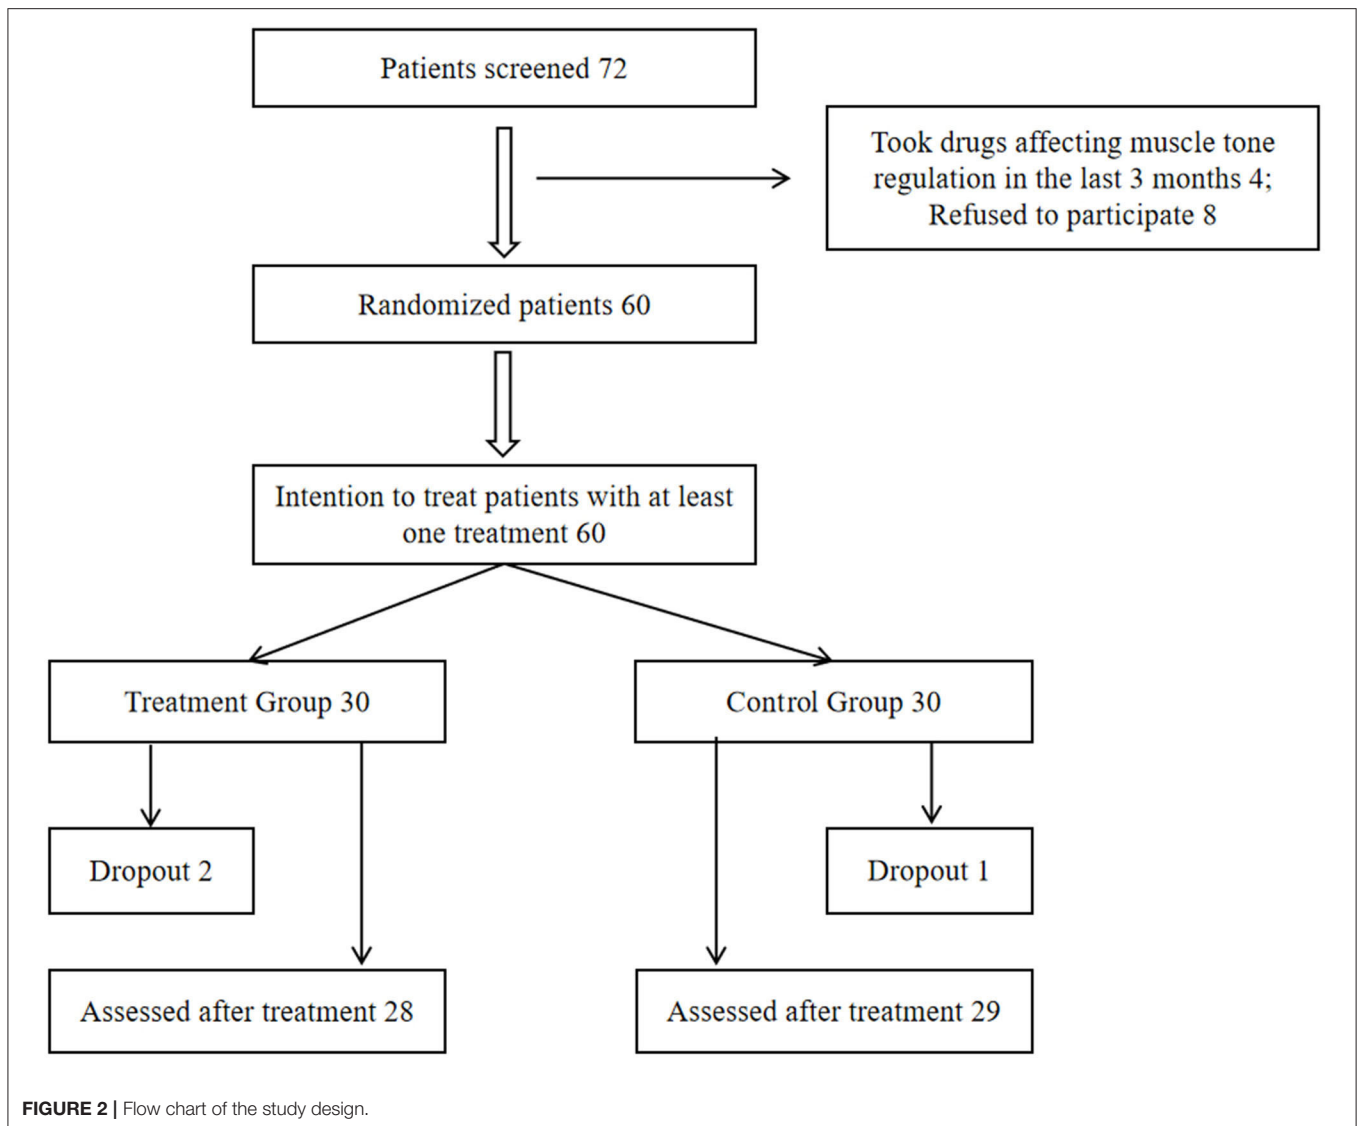 Patients screened 72
Took drugs affecting muscle tone
regulation in the last 3 months 4;
Refused to participate 8
Randomized patients 60
Intention to treat patients with at least
one treatment 60
Treatment Group 30
Control Group 30
Dropout 2
Dropout 1
Assessed after treatment 28
Assessed after treatment 29
FIGURE 2 | Flow chart of the study design.